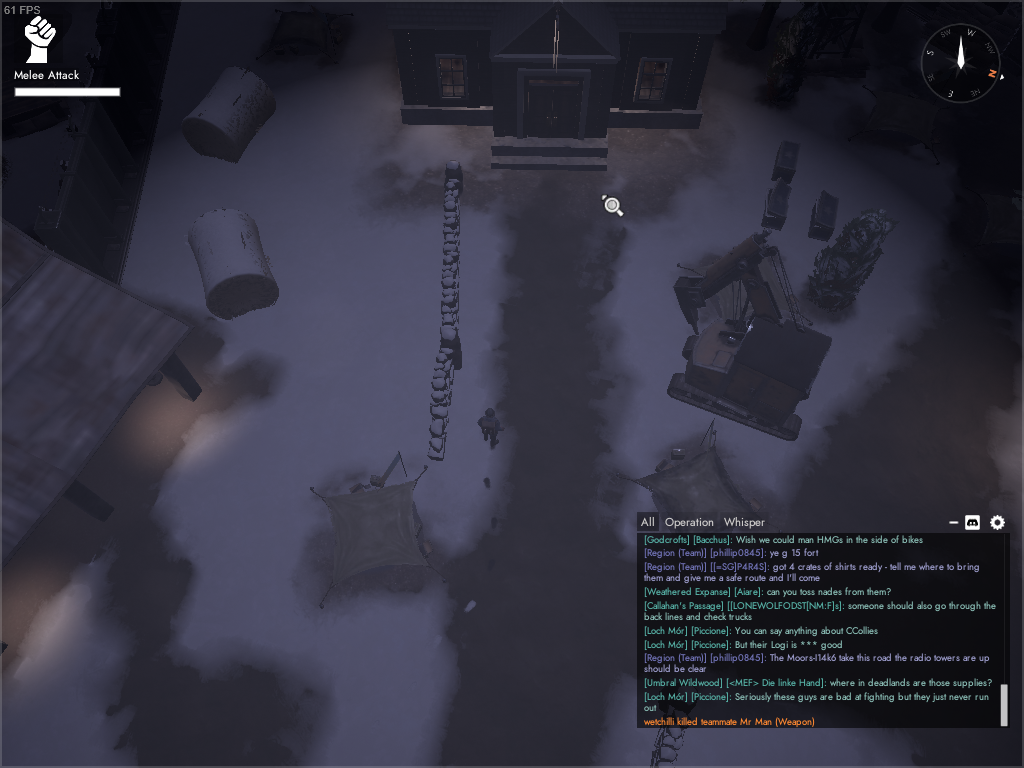 61 FPS
Melee Attack
S SW W NW N NE E SE
All Operation Whisper
[Godcrofts] [Bacchus]: Wish we could man HMGs in the side of bikes
[Region (Team)] [phillip0845]: ye g 15 fort
[Region (Team)] [[=SG]P4R4S]: got 4 crates of shirts ready - tell me where to bring
them and give me a safe route and I'll come
[Weathered Expanse] [Aiare]: can you toss nades from them?
[Callahan's Passage] [[LONEWOLFODST[NM:F]s]: someone should also go through the
back lines and check trucks
[Loch Mór] [Piccione]: You can say anything about CCollies
[Loch Mór] [Piccione]: But their Logi is *** good
[Region (Team)] [phillip0845]: The Moors-I14k6 take this road the radio towers are up
should be clear
[Umbral Wildwood] [<MEF> Die linke Hand]: where in deadlands are those supplies?
[Loch Mór] [Piccione]: Seriously these guys are bad at fighting but they just never run
out
wetchilli killed teammate Mr Man (Weapon)